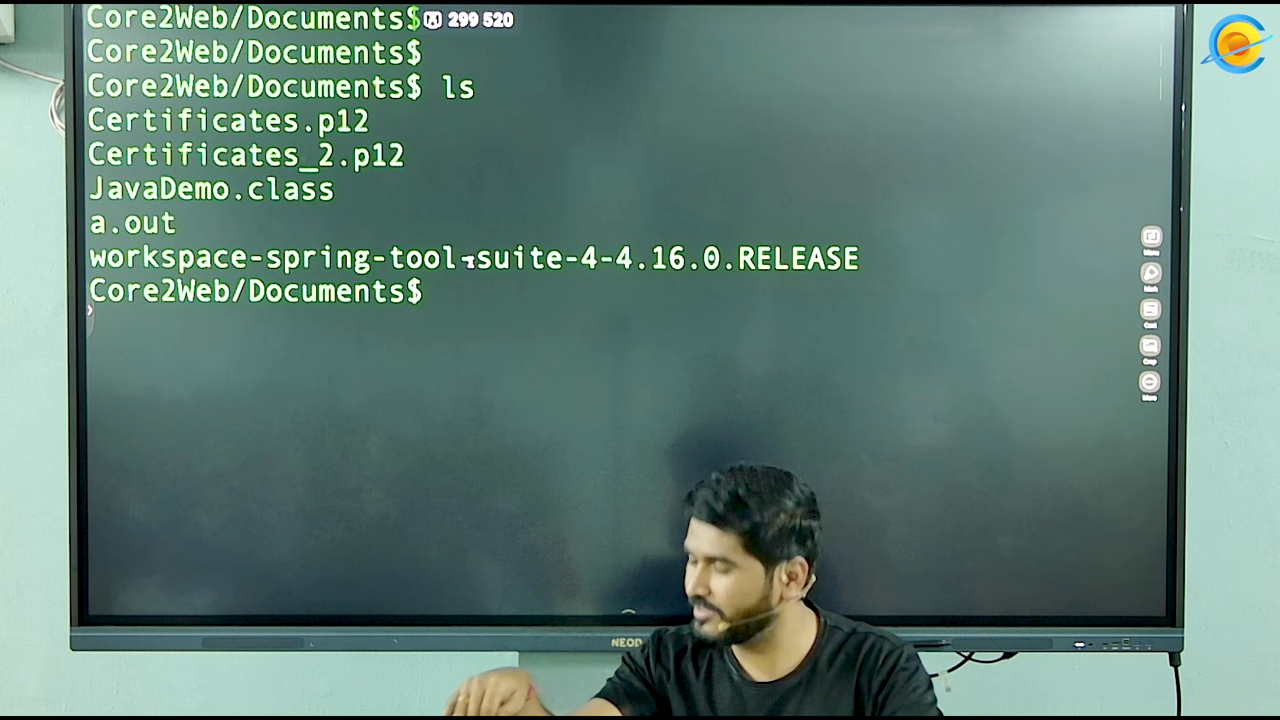 Core2Web/Documents$ 299 520
Core2Web/Documents$
Core2Web/Documents$ ls
Certificates.p12
Certificates_2.p12
JavaDemo.class
a.out
workspace-spring-tool-suite-4-4.16.0.RELEASE
Core2Web/Documents$
More